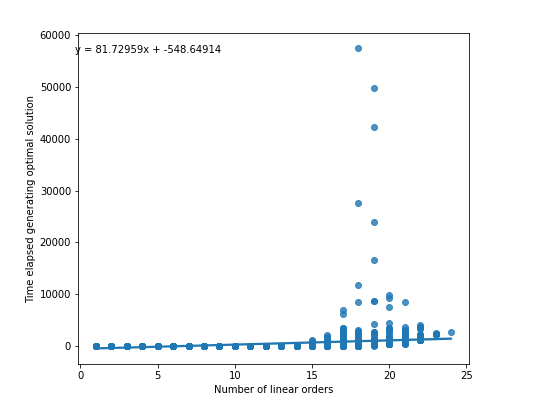 y = 81.72959x + -548.64914
60000
50000
40000
30000
20000
10000
0
Time elapsed generating optimal solution
0 5 10 15 20 25
Number of linear orders